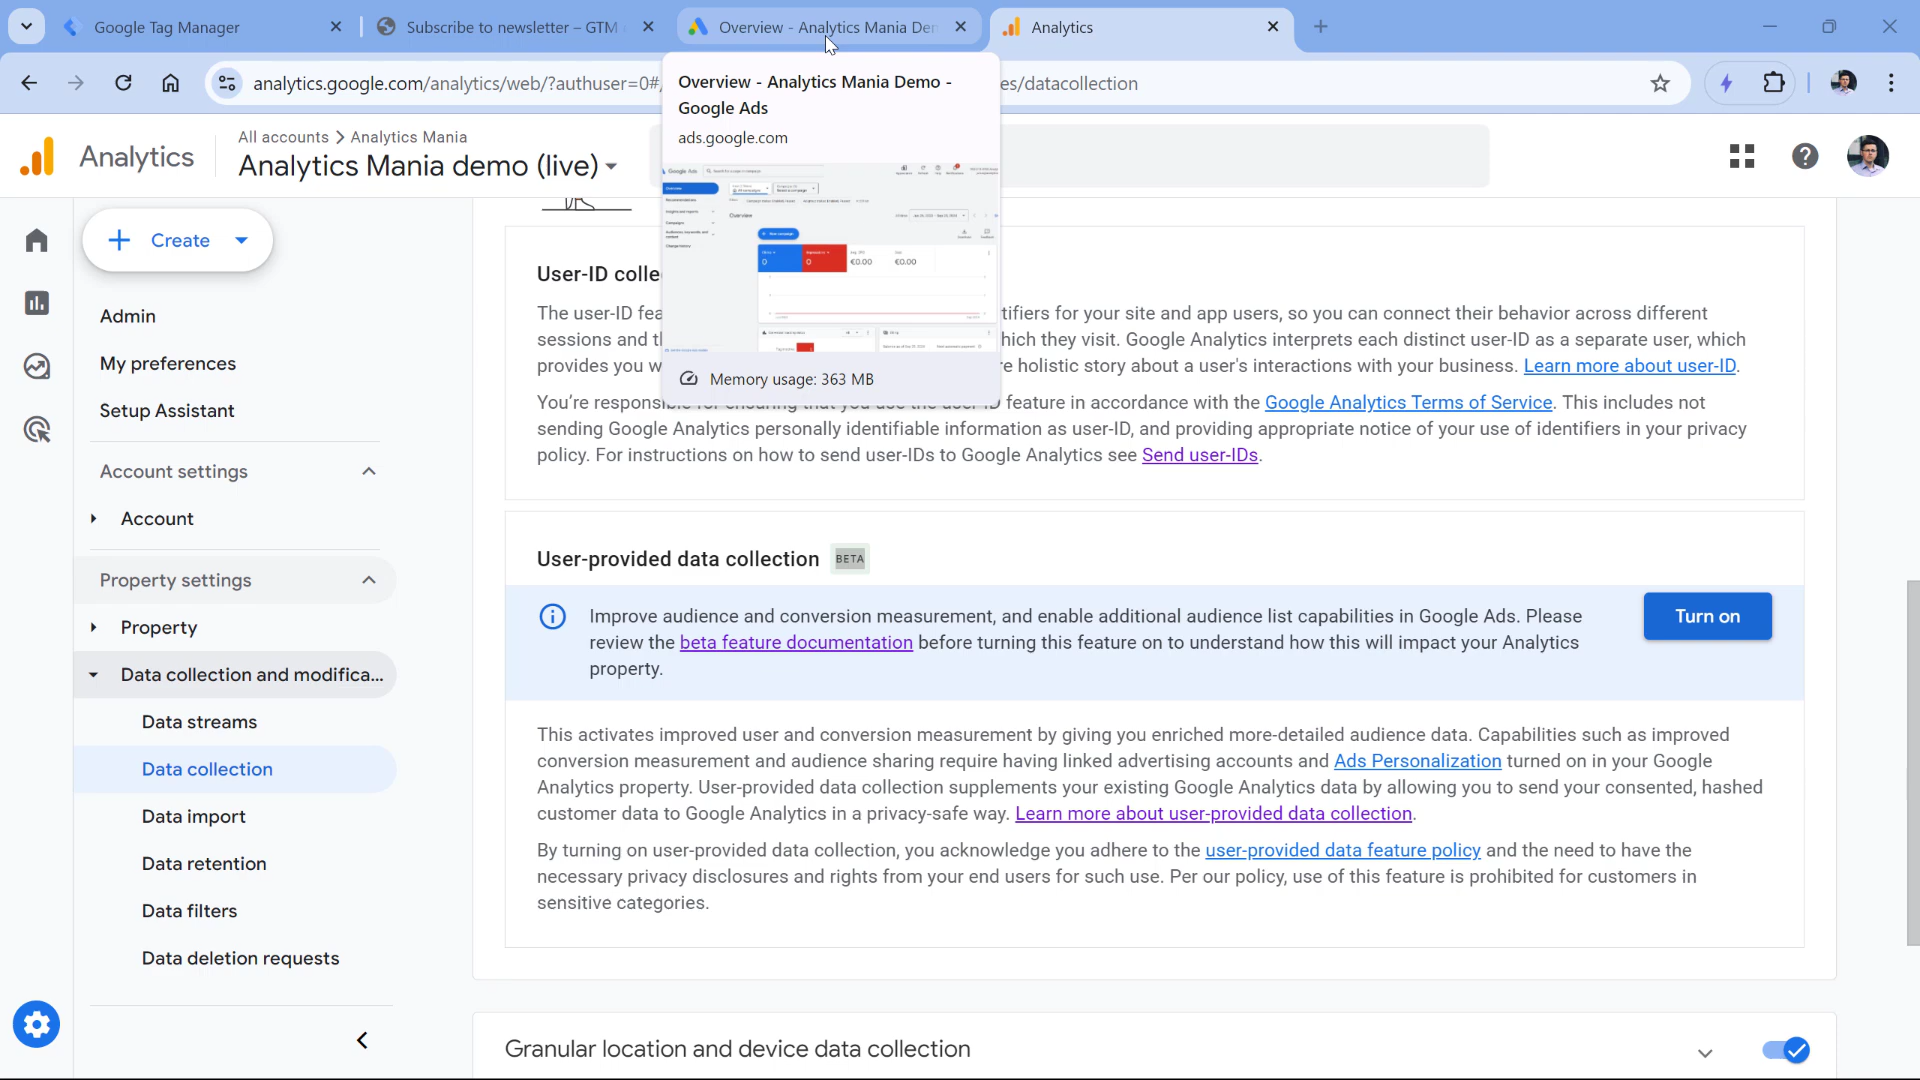 Google Tag Manager
Subscribe to newsletter – GTM
Overview - Analytics Mania Der
Analytics
analytics.google.com/analytics/web/?authuser=0#/
es/datacollection
Overview - Analytics Mania Demo -
Google Ads
ads.google.com
Memory usage: 363 MB
Analytics
All accounts > Analytics Mania
Analytics Mania demo (live)
Create
Admin
My preferences
Setup Assistant
Account settings
Account
Property settings
Property
Data collection and modifica...
Data streams
Data collection
Data import
Data retention
Data filters
Data deletion requests
User-ID colle
The user-ID fea tifiers for your site and app users, so you can connect their behavior across different
sessions and t hich they visit. Google Analytics interprets each distinct user-ID as a separate user, which
provides you w e holistic story about a user's interactions with your business. Learn more about user-ID.
You're responsible for ensuring that you use the user-ID feature in accordance with the Google Analytics Terms of Service. This includes not
sending Google Analytics personally identifiable information as user-ID, and providing appropriate notice of your use of identifiers in your privacy
policy. For instructions on how to send user-IDs to Google Analytics see Send user-IDs.
User-provided data collection BETA
Improve audience and conversion measurement, and enable additional audience list capabilities in Google Ads. Please
review the beta feature documentation before turning this feature on to understand how this will impact your Analytics
property.
Turn on
This activates improved user and conversion measurement by giving you enriched more-detailed audience data. Capabilities such as improved
conversion measurement and audience sharing require having linked advertising accounts and Ads Personalization turned on in your Google
Analytics property. User-provided data collection supplements your existing Google Analytics data by allowing you to send your consented, hashed
customer data to Google Analytics in a privacy-safe way. Learn more about user-provided data collection.
By turning on user-provided data collection, you acknowledge you adhere to the user-provided data feature policy and the need to have the
necessary privacy disclosures and rights from your end users for such use. Per our policy, use of this feature is prohibited for customers in
sensitive categories.
Granular location and device data collection